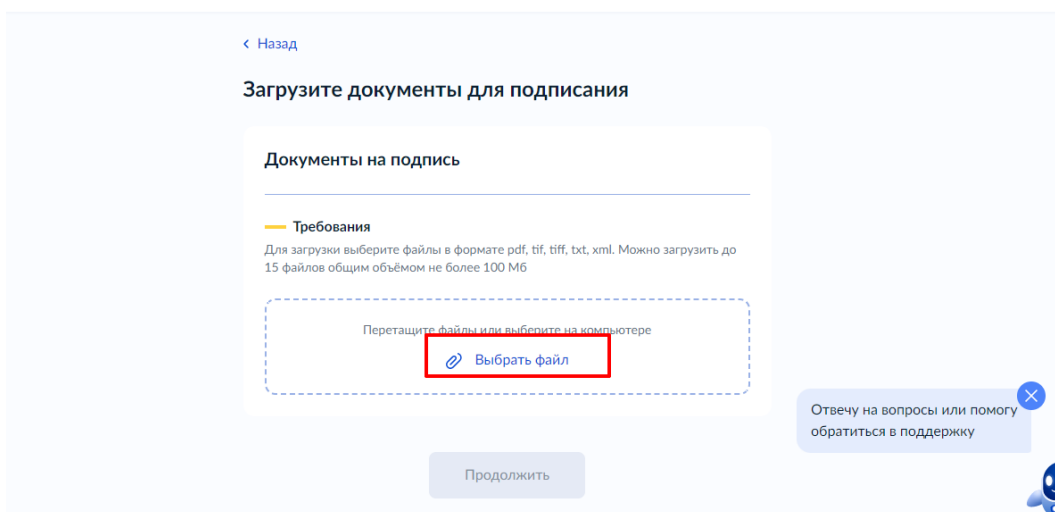 Назад
Загрузите документы для подписания
Документы на подпись
Требования
Для загрузки выберите файлы в формате pdf, tif, tiff, txt, xml. Можно загрузить до
15 файлов общим объёмом не более 100 Мб
Перетащите файлы или выберите на компьютере
Выбрать файл
Отвечу на вопросы или помогу
обратиться в поддержку
Продолжить